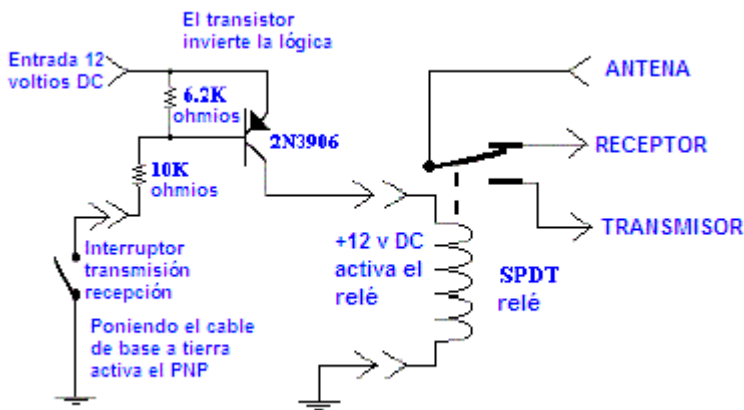 El transistor
invierte la lógica
Entrada 12
voltios DC
6.2K
ohmios
2N3906
10K
ohmios
Interruptor
transmisión
recepción
Poniendo el cable
de base a tierra
activa el PNP
+12 v DC
activa el
relé
SPDT
relé
ANTENA
RECEPTOR
TRANSMISOR